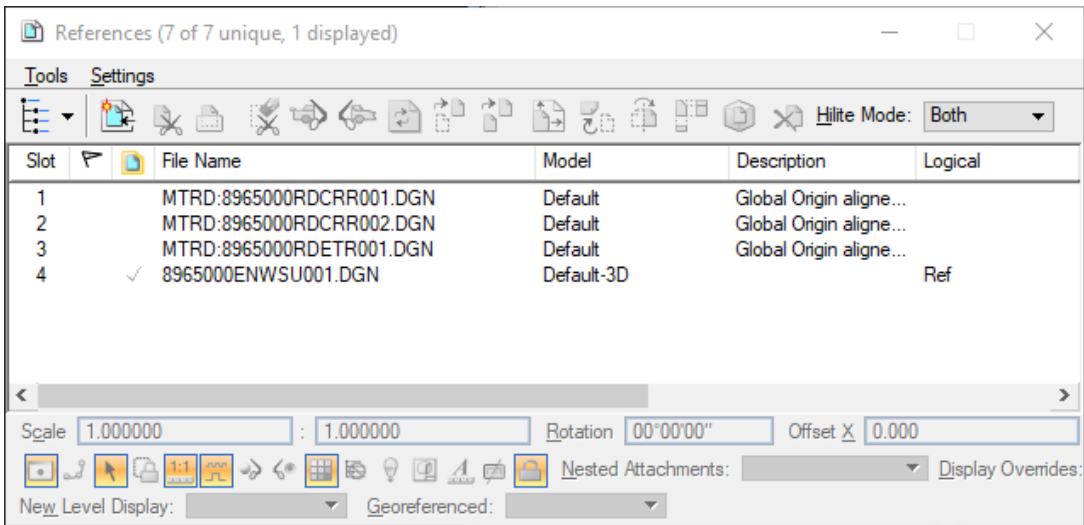 References (7 of 7 unique, 1 displayed)
Tools Settings
Hilite Mode: Both
Slot File Name Model Description Logical
1 MTRD:8965000RDCRR001.DGN Default Global Origin aligne...
2 MTRD:8965000RDCRR002.DGN Default Global Origin aligne...
3 MTRD:8965000RDETR001.DGN Default Global Origin aligne...
4 8965000ENWSU001.DGN Default-3D Ref
Scale 1.000000 : 1.000000 Rotation 00°00'00" Offset X 0.000
1:1 Nested Attachments: Display Overrides:
New Level Display: Georeferenced: